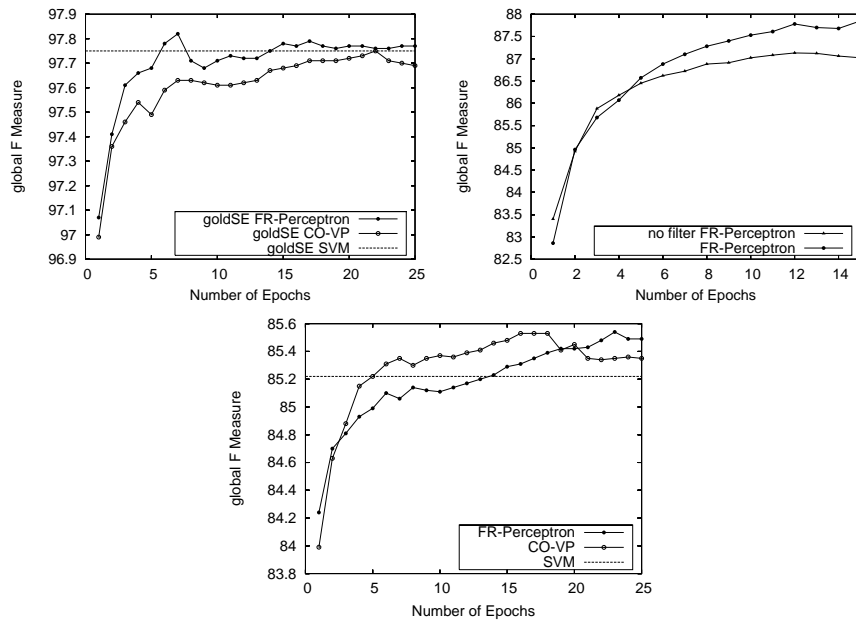 97.9
97.8
97.7
97.6
97.5
97.4
97.3
97.2
97.1
97
96.9
global F Measure
0 5 10 15 20 25
Number of Epochs
goldSE FR-Perceptron
goldSE CO-VP
goldSE SVM
88
87.5
87
86.5
86
85.5
85
84.5
84
83.5
83
82.5
global F Measure
0 2 4 6 8 10 12 14
Number of Epochs
no filter FR-Perceptron
FR-Perceptron
85.6
85.4
85.2
85
84.8
84.6
84.4
84.2
84
83.8
global F Measure
0 5 10 15 20 25
Number of Epochs
FR-Perceptron
CO-VP
SVM